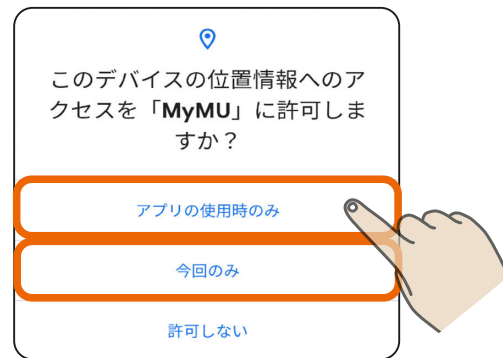 このデバイスの位置情報へのア
クセスを「MyMU」に許可しま
すか？
アプリの使用時のみ
今回のみ
許可しない